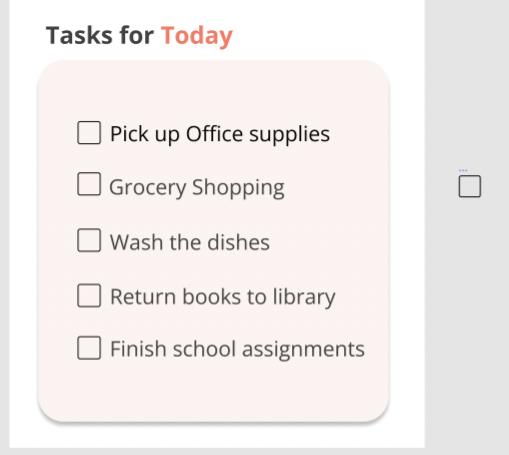 Tasks for Today
Pick up Office supplies
Grocery Shopping
Wash the dishes
Return books to library
Finish school assignments
...